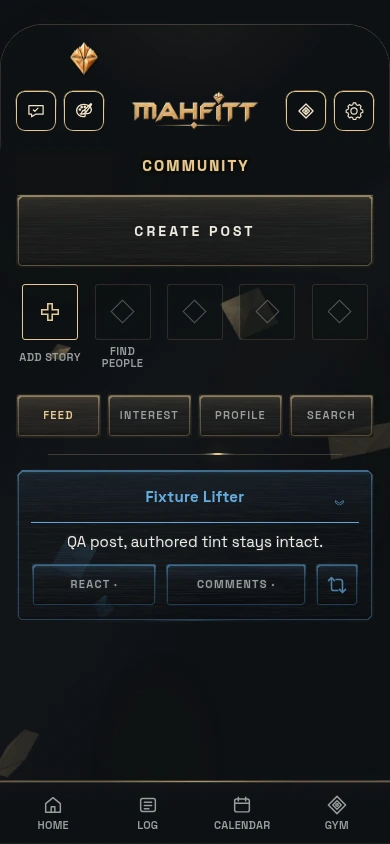 MAHFITT
COMMUNITY
CREATE POST
ADD STORY
FIND
PEOPLE
FEED
INTEREST
PROFILE
SEARCH
Fixture Lifter
QA post, authored tint stays intact.
REACT ·
COMMENTS ·
HOME
LOG
CALENDAR
GYM